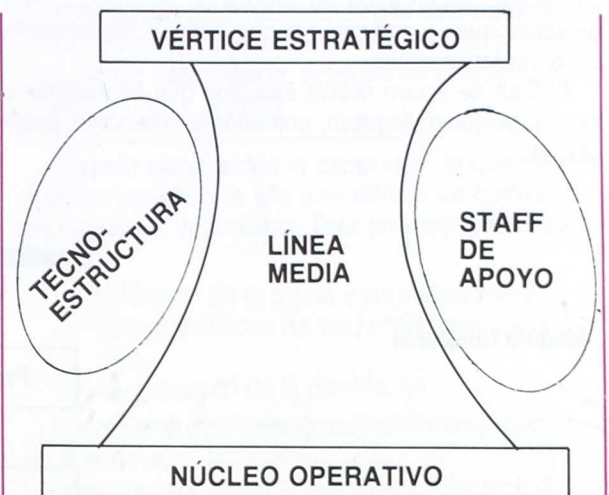 VÉRTICE ESTRATÉGICO
TECNO-
ESTRUCTURA
LÍNEA
MEDIA
STAFF
DE
APOYO
NÚCLEO OPERATIVO